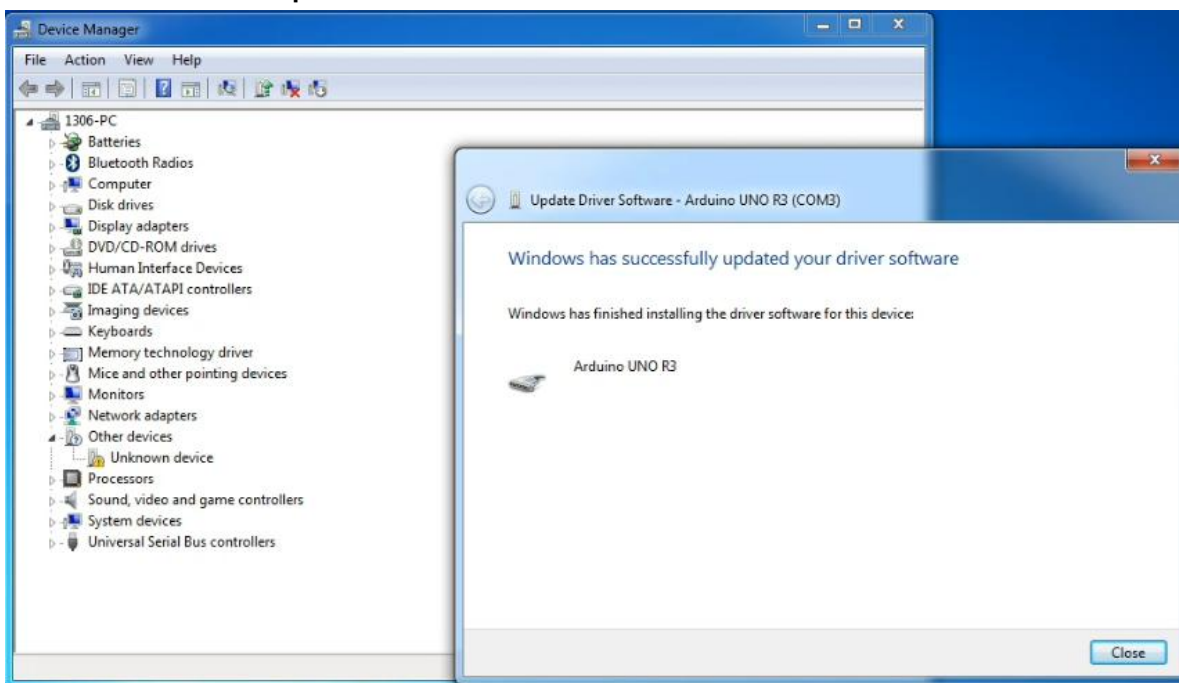 Device Manager
File Action View Help
1306-PC
Batteries
Bluetooth Radios
Computer
Disk drives
Display adapters
DVD/CD-ROM drives
Human Interface Devices
IDE ATA/ATAPI controllers
Imaging devices
Keyboards
Memory technology driver
Mice and other pointing devices
Monitors
Network adapters
Other devices
Unknown device
Processors
Sound, video and game controllers
System devices
Universal Serial Bus controllers
Update Driver Software - Arduino UNO R3 (COM3)
Windows has successfully updated your driver software
Windows has finished installing the driver software for this device:
Arduino UNO R3
Close